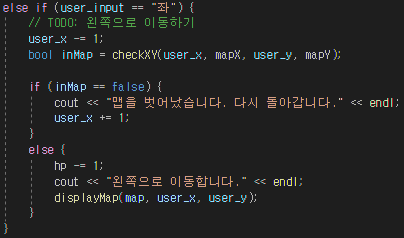 else if (user_input == "좌") {
// TODO: 왼쪽으로 이동하기
user_x -= 1;
bool inMap = checkXY(user_x, mapX, user_y, mapY);
if (inMap == false) {
cout << "맵을 벗어났습니다. 다시 돌아갑니다." << endl;
user_x += 1;
}
else {
hp -= 1;
cout << "왼쪽으로 이동합니다." << endl;
displayMap(map, user_x, user_y);
}
}